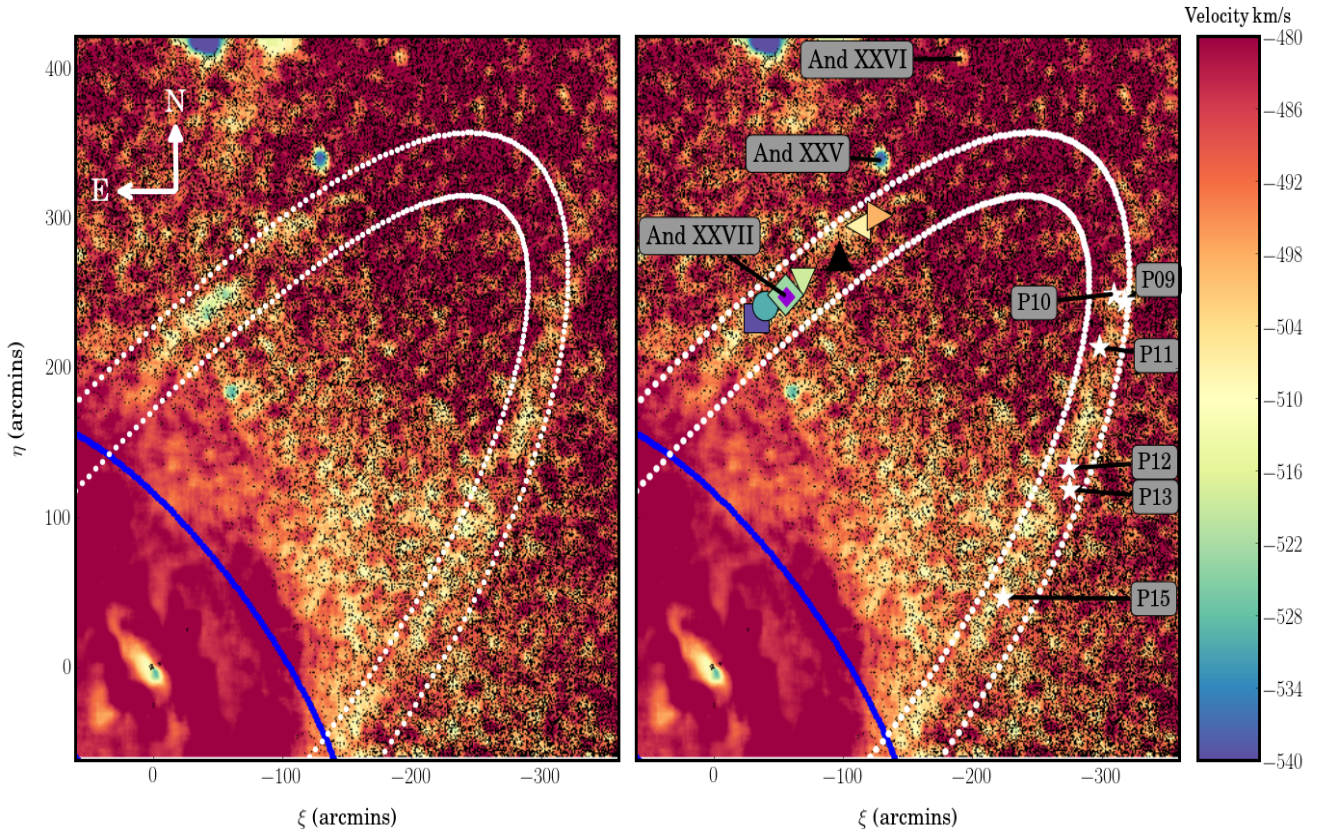 Velocity km/s
400
300
200
100
0
η (arcmins)
N
E
0
−100
−200
−300
ξ (arcmins)
And XXVI
And XXV
And XXVII
P09
P10
P11
P12
P13
P15
0
−100
−200
−300
ξ (arcmins)
−480
−486
−492
−498
−504
−510
−516
−522
−528
−534
−540